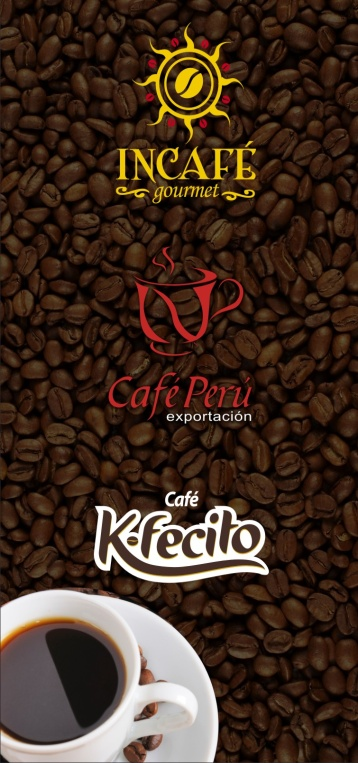 INCAFÉ
gourmet
Café Perú
exportación
Café
K-fecito